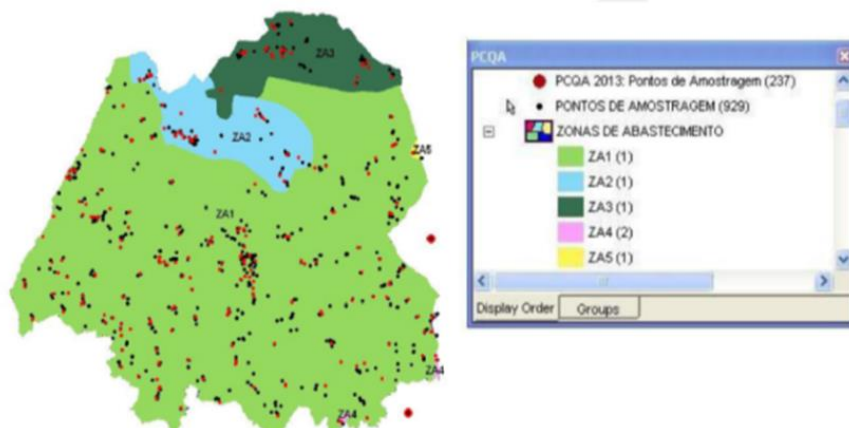 ZA3
ZA2
ZA5
ZA1
ZA4
ZA4
PCQA
PCQA 2013: Pontos de Amostragem (237)
PONTOS DE AMOSTRAGEM (929)
ZONAS DE ABASTECIMENTO
ZA1 (1)
ZA2 (1)
ZA3 (1)
ZA4 (2)
ZA5 (1)
Display Order
Groups